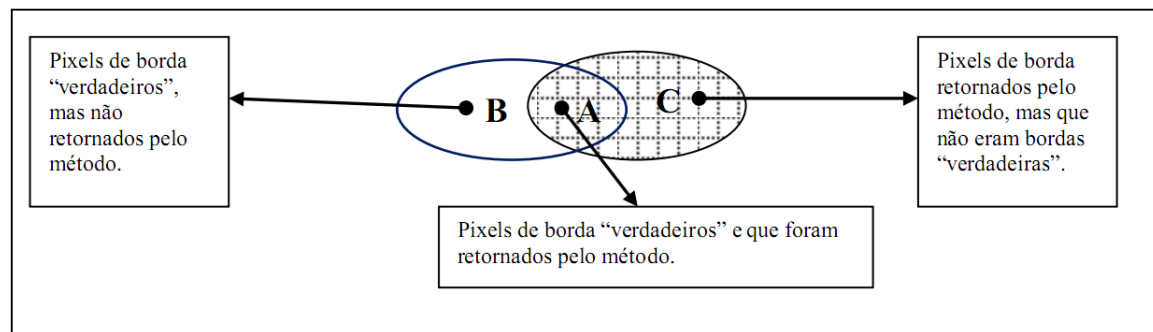 Pixels de borda
“verdadeiros”,
mas não
retornados pelo
método.
B
A
C
Pixels de borda
retornados pelo
método, mas que
não eram bordas
“verdadeiras”.
Pixels de borda “verdadeiros” e que foram
retornados pelo método.